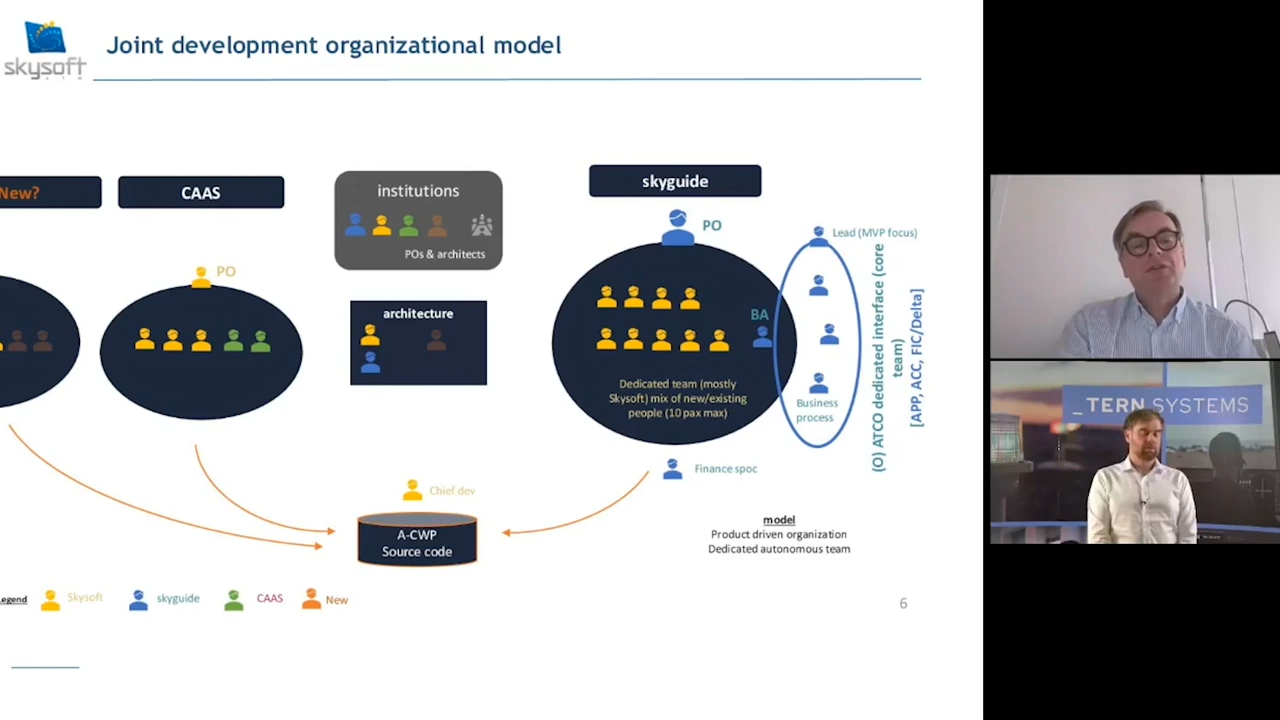 skysoft
Joint development organizational model
New?
CAAS
institutions
POs & architects
skyguide
PO
PO
Lead (MVP focus)
architecture
BA
Dedicated team (mostly
Skysoft) mix of new/existing
people (10 pax max)
Business
process
(O) ATCO dedicated interface (core
team)
[APP, ACC, FIC/Delta]
Finance spoc
Chief dev
A-CWP
Source code
model
Product driven organization
Dedicated autonomous team
egend
Skysoft
skyguide
CAAS
New
6
_TERN SYSTEMS